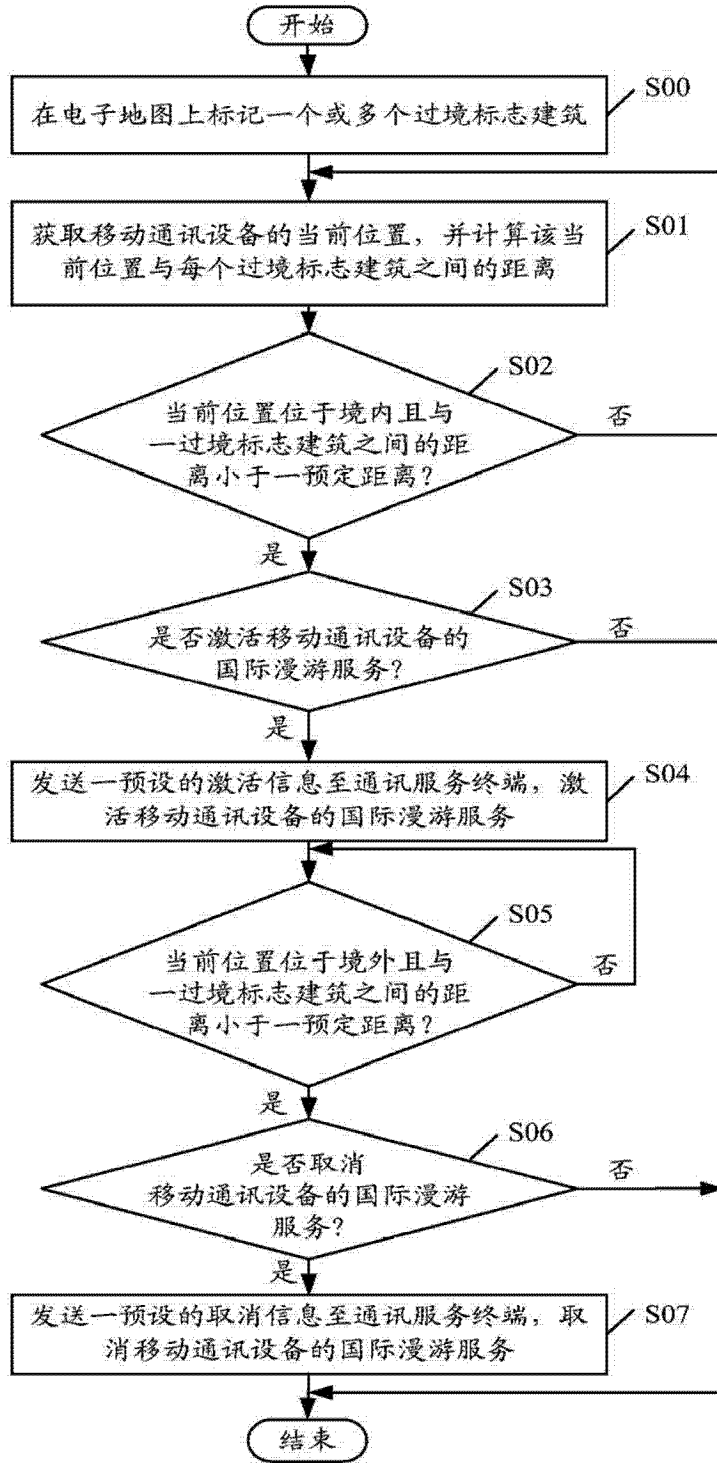 开始
S00
在电子地图上标记一个或多个过境标志建筑
S01
获取移动通讯设备的当前位置，并计算该当
前位置与每个过境标志建筑之间的距离
S02
当前位置位于境内且与
一过境标志建筑之间的距
离小于一预定距离？
否
是
S03
是否激活移动通讯设备的
国际漫游服务？
否
是
S04
发送一预设的激活信息至通讯服务终端，激
活移动通讯设备的国际漫游服务
S05
当前位置位于境外且与
一过境标志建筑之间的距
离小于一预定距离？
否
是
S06
是否取消
移动通讯设备的国际漫游
服务？
否
是
S07
发送一预设的取消信息至通讯服务终端，取
消移动通讯设备的国际漫游服务
结束